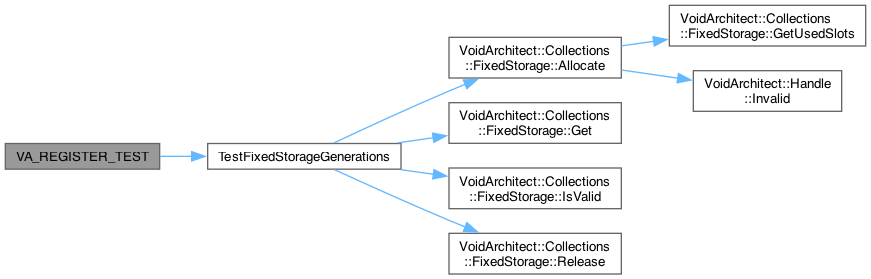 VA_REGISTER_TEST
TestFixedStorageGenerations
VoidArchitect::Collections
::FixedStorage::Allocate
VoidArchitect::Collections
::FixedStorage::GetUsedSlots
VoidArchitect::Handle
::Invalid
VoidArchitect::Collections
::FixedStorage::Get
VoidArchitect::Collections
::FixedStorage::IsValid
VoidArchitect::Collections
::FixedStorage::Release